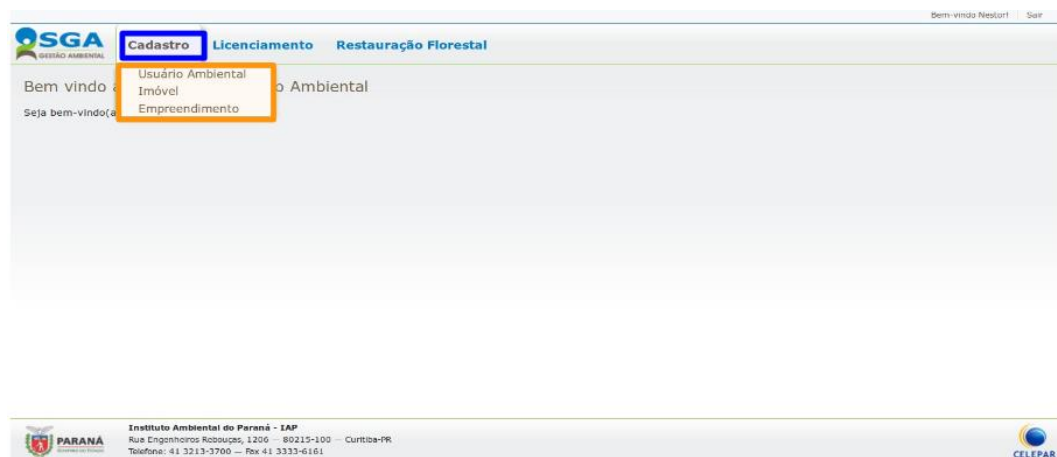 Bem-vindo Nestor! Sair
SGA
GESTÃO AMBIENTAL
Cadastro Licenciamento Restauração Florestal
Usuário Ambiental
Imóvel
Empreendimento
Bem vindo Ambiental
Seja bem-vindo(a
PARANÁ
Instituto Ambiental do Paraná - IAP
Rua Engenheiros Rebouças, 1206 — 80215-100 — Curitiba-PR
Telefone: 41 3213-3700 — Fax 41 3333-6161
CELEPAR